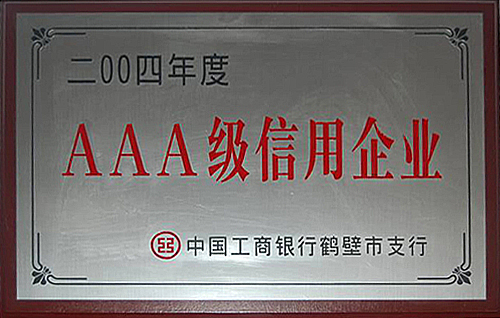 二00四年度
AAA级信用企业
中国工商银行鹤壁市支行